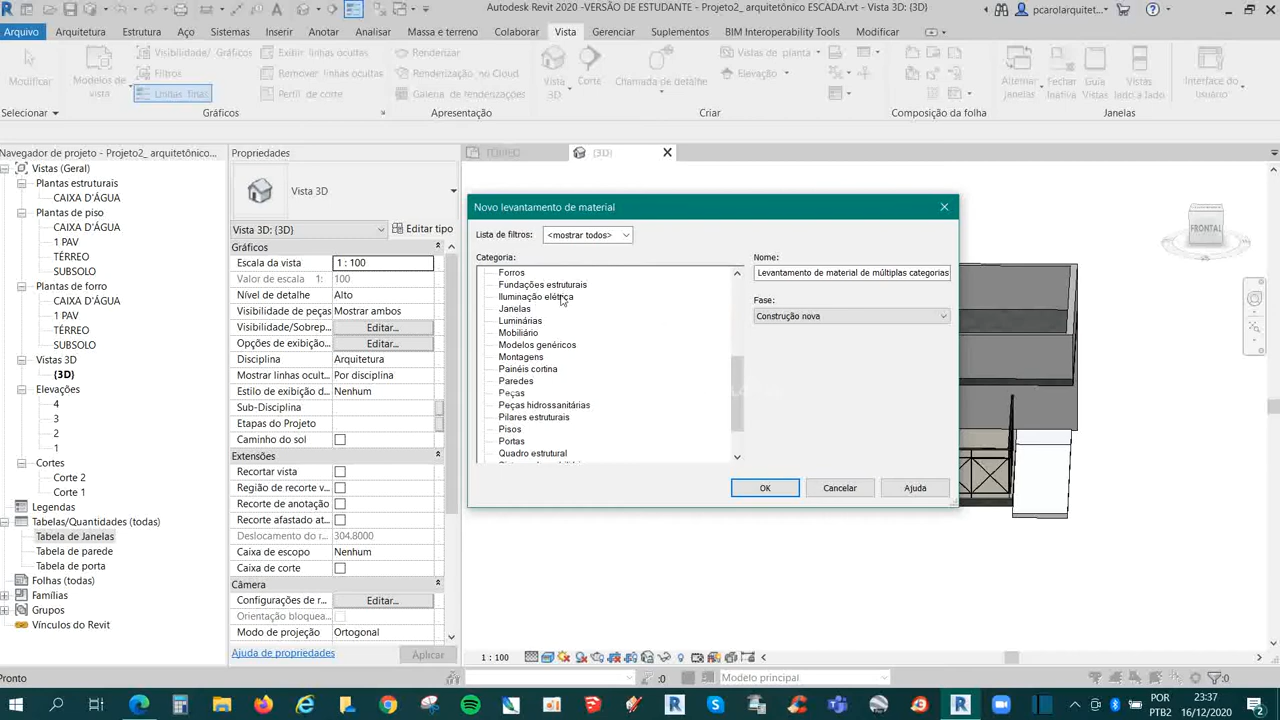 Autodesk Revit 2020 -VERSÃO DE ESTUDANTE - Projeto2_ arquitetônico ESCADA.rvt - Vista 3D: {3D}
pcarolarquitet...
Arquivo Arquitetura Estrutura Aço Sistemas Inserir Anotar Analisar Massa e terreno Colaborar Vista Gerenciar Suplementos BIM Interoperability Tools Modificar
Modificar
Modelos de vista
Visibilidade/ Gráficos
Filtros
Linhas finas
Exibir linhas ocultas
Remover linhas ocultas
Perfil de corte
Renderizar
Renderização no Cloud
Galeria de renderizações
Vista 3D
Corte
Chamada de detalhe
Vistas de planta
Elevação
Alternar janelas
Fechar Inativa
Guia Vistas
Vistas lado a lado
Interface do usuário
Selecionar Gráficos Apresentação Criar Composição da folha Janelas
Navegador de projeto - Projeto2_ arquitetônico...
Vistas (Geral)
Plantas estruturais
CAIXA D'ÁGUA
Plantas de piso
CAIXA D'ÁGUA
1 PAV
TÉRREO
SUBSOLO
Plantas de forro
CAIXA D'ÁGUA
1 PAV
TÉRREO
SUBSOLO
Vistas 3D
{3D}
Elevações
4
3
2
1
Cortes
Corte 2
Corte 1
Legendas
Tabelas/Quantidades (todas)
Tabela de Janelas
Tabela de parede
Tabela de porta
Folhas (todas)
Famílias
Grupos
Vínculos do Revit
Propriedades
Vista 3D
Vista 3D: {3D} Editar tipo
Gráficos
Escala da vista 1 : 100
Valor de escala 1: 100
Nível de detalhe Alto
Visibilidade de peças Mostrar ambos
Visibilidade/Sobrep... Editar...
Opções de exibição... Editar...
Disciplina Arquitetura
Mostrar linhas ocult... Por disciplina
Estilo de exibição d... Nenhum
Sub-Disciplina
Etapas do Projeto
Caminho do sol
Extensões
Recortar vista
Região de recorte v...
Recorte de anotação
Recorte afastado at...
Deslocamento do r... 304.8000
Caixa de escopo Nenhum
Caixa de corte
Câmera
Configurações de r... Editar...
Orientação bloquea...
Modo de projeção Ortogonal
Ajuda de propriedades Aplicar
TÉRREO
{3D}
FRONTAL
Novo levantamento de material
Lista de filtros: <mostrar todos>
Categoria:
Forros
Fundações estruturais
Iluminação elétrica
Janelas
Luminárias
Mobiliário
Modelos genéricos
Montagens
Painéis cortina
Paredes
Peças
Peças hidrossanitárias
Pilares estruturais
Pisos
Portas
Quadro estrutural
Nome:
Levantamento de material de múltiplas categorias
Fase:
Construção nova
OK Cancelar Ajuda
1 : 100
Pronto
:0
Modelo principal
:0
POR
PTB2
23:37
16/12/2020
2